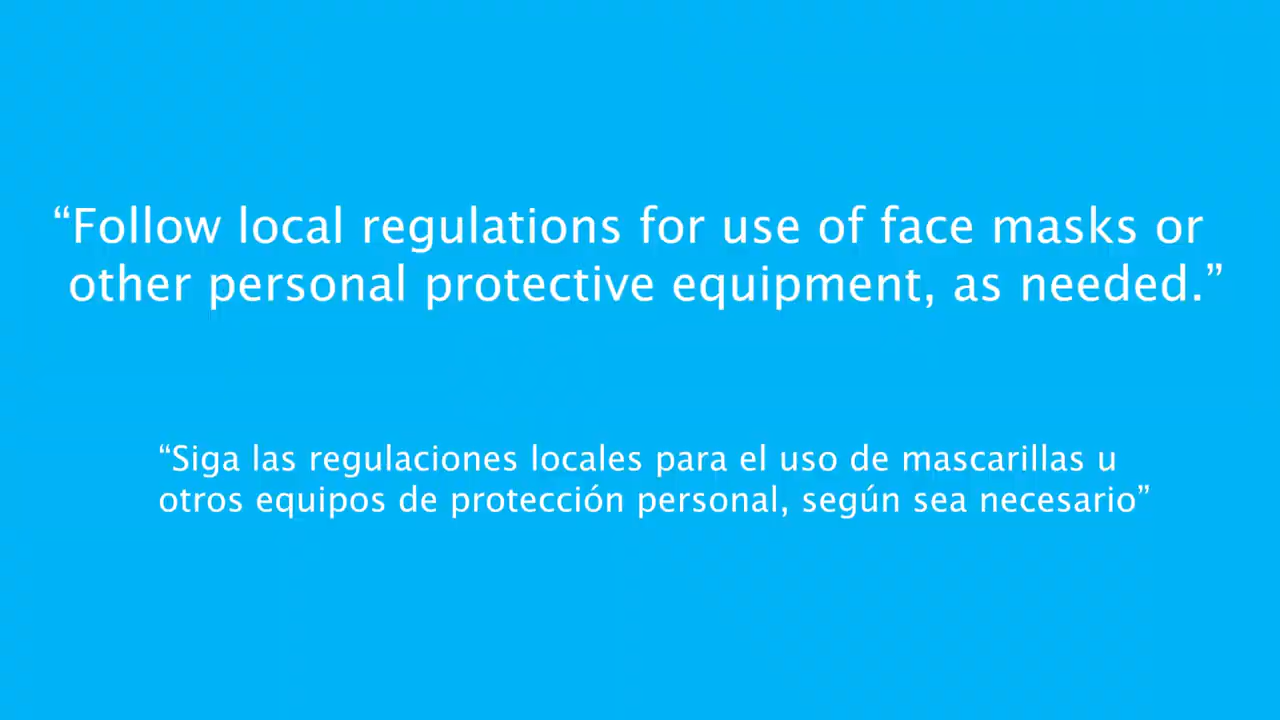 “Follow local regulations for use of face masks or
other personal protective equipment, as needed.”
“Siga las regulaciones locales para el uso de mascarillas u
otros equipos de protección personal, según sea necesario”